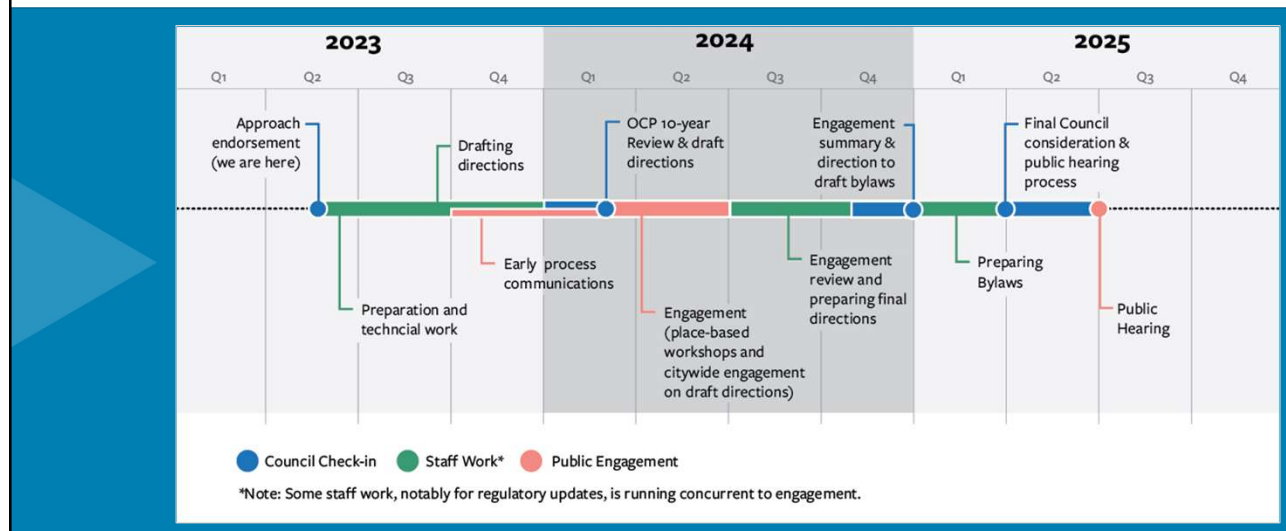 2023
2024
2025
Q1
Q2
Q3
Q4
Q1
Q2
Q3
Q4
Q1
Q2
Q3
Q4
Approach
endorsement
(we are here)
Drafting
directions
OCP 10-year
Review & draft
directions
Engagement
summary &
direction to
draft bylaws
Final Council
consideration &
public hearing
process
Preparation and
techncial work
Early process
communications
Engagement
(place-based
workshops and
citywide engagement
on draft directions)
Engagement
review and
preparing final
directions
Preparing
Bylaws
Public
Hearing
Council Check-in
Staff Work*
Public Engagement
*Note: Some staff work, notably for regulatory updates, is running concurrent to engagement.